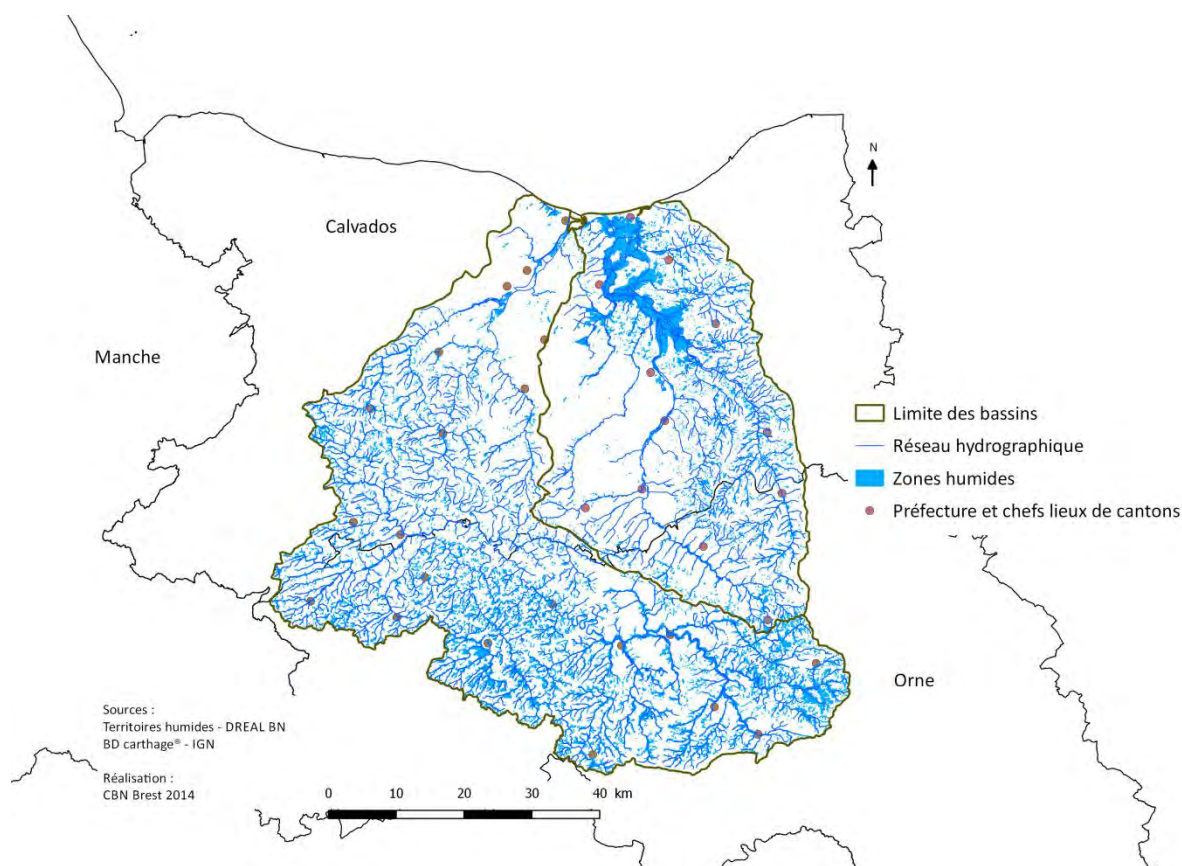 N
Calvados
Manche
Limite des bassins
Réseau hydrographique
Zones humides
Préfecture et chefs lieux de cantons
Orne
Sources :
Territoires humides - DREAL BN
BD carthage® - IGN
Réalisation :
CBN Brest 2014
0 10 20 30 40 km